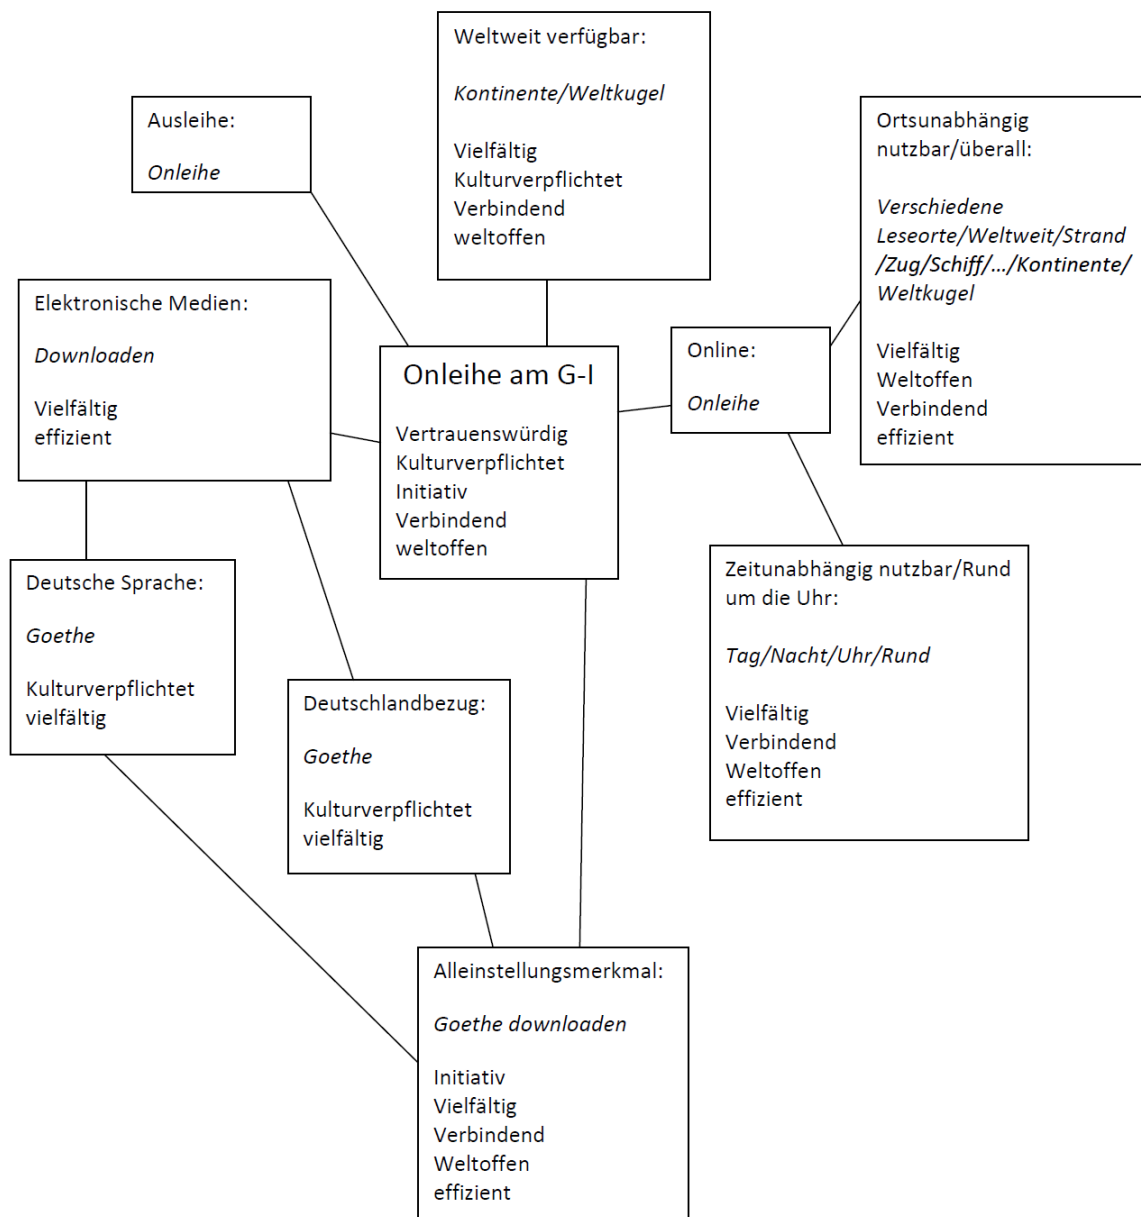 Weltweit verfügbar:
Kontinente/Weltkugel
Vielfältig
Kulturverpflichtet
Verbindend
weltoffen
Ausleihe:
Onleihe
Ortsunabhängig
nutzbar/überall:
Verschiedene
Leseorte/Weltweit/Strand
/Zug/Schiff/.../Kontinente/
Weltkugel
Vielfältig
Weltoffen
Verbindend
effizient
Elektronische Medien:
Downloaden
Vielfältig
effizient
Onleihe am G-I
Vertrauenswürdig
Kulturverpflichtet
Initiativ
Verbindend
weltoffen
Online:
Onleihe
Deutsche Sprache:
Goethe
Kulturverpflichtet
vielfältig
Zeitunabhängig nutzbar/Rund
um die Uhr:
Tag/Nacht/Uhr/Rund
Vielfältig
Verbindend
Weltoffen
effizient
Deutschlandbezug:
Goethe
Kulturverpflichtet
vielfältig
Alleinstellungsmerkmal:
Goethe downloaden
Initiativ
Vielfältig
Verbindend
Weltoffen
effizient